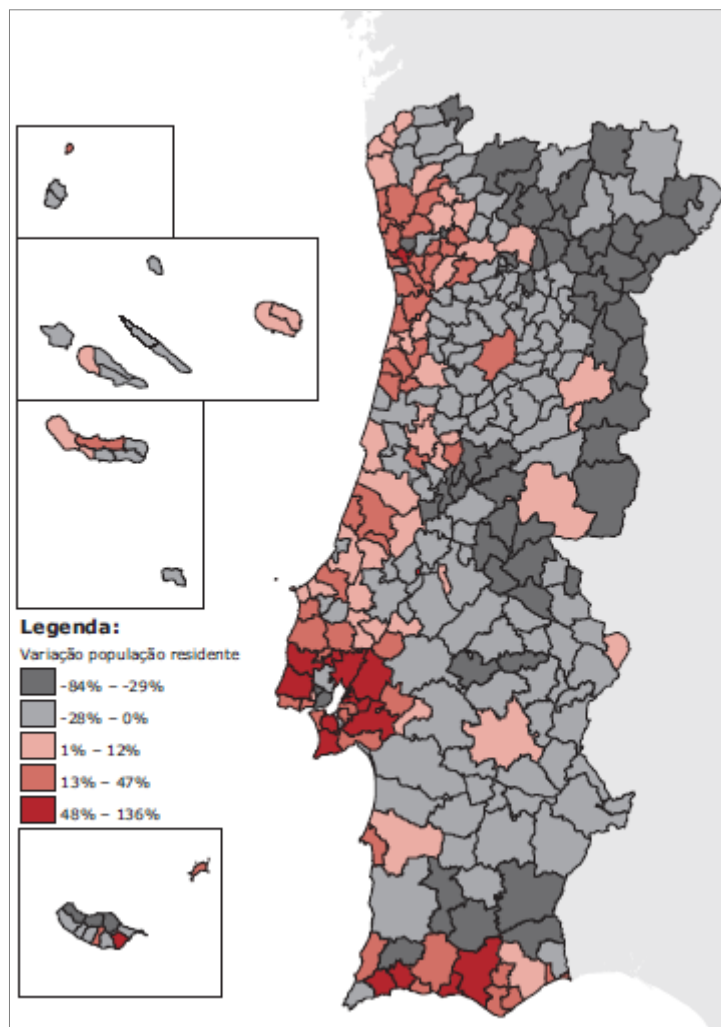 Legenda:
Variação população residente
-84% – -29%
-28% – 0%
1% – 12%
13% – 47%
48% – 136%